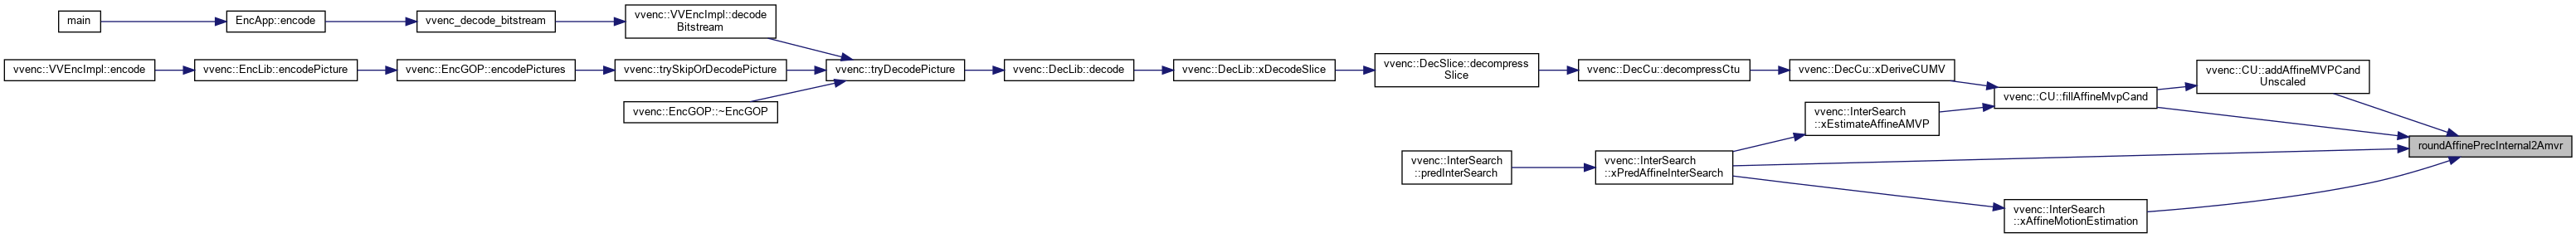 main
EncApp::encode
vvenc_decode_bitstream
vvenc::VVEncImpl::decode
Bitstream
vvenc::VVEncImpl::encode
vvenc::EncLib::encodePicture
vvenc::EncGOP::encodePictures
vvenc::trySkipOrDecodePicture
vvenc::EncGOP::~EncGOP
vvenc::tryDecodePicture
vvenc::DecLib::decode
vvenc::DecLib::xDecodeSlice
vvenc::DecSlice::decompress
Slice
vvenc::DecCu::decompressCtu
vvenc::DecCu::xDeriveCUMV
vvenc::InterSearch
::xEstimateAffineAMVP
vvenc::InterSearch
::predInterSearch
vvenc::InterSearch
::xPredAffineInterSearch
vvenc::CU::fillAffineMvpCand
vvenc::CU::addAffineMVPCand
Unscaled
vvenc::InterSearch
::xAffineMotionEstimation
roundAffinePrecInternal2Amvr